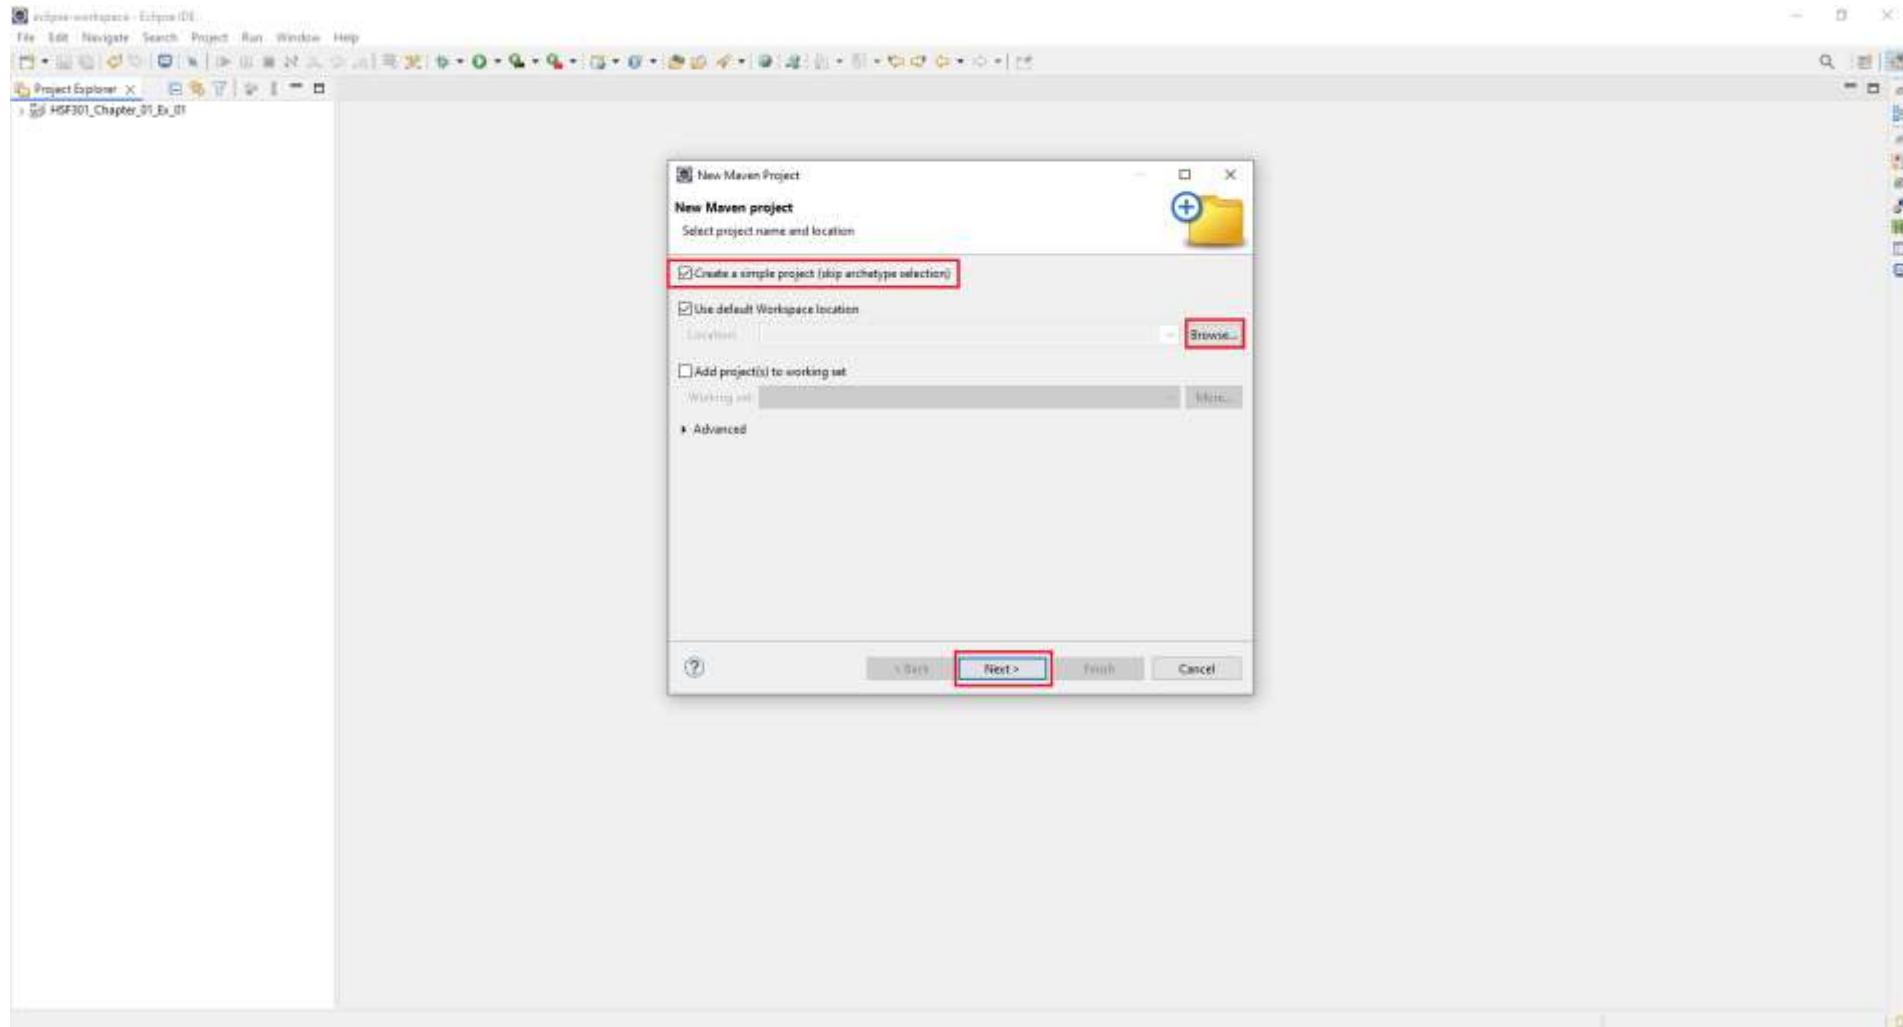 eclipse-workspace - Eclipse IDE
File Edit Navigate Search Project Run Window Help
Project Explorer
HSF301_Chapter_01_Ex_01
New Maven Project
New Maven project
Select project name and location
Create a simple project (skip archetype selection)
Use default Workspace location
Location:
Browse...
Add project(s) to working set
Working set:
More...
Advanced
< Back
Next >
Finish
Cancel